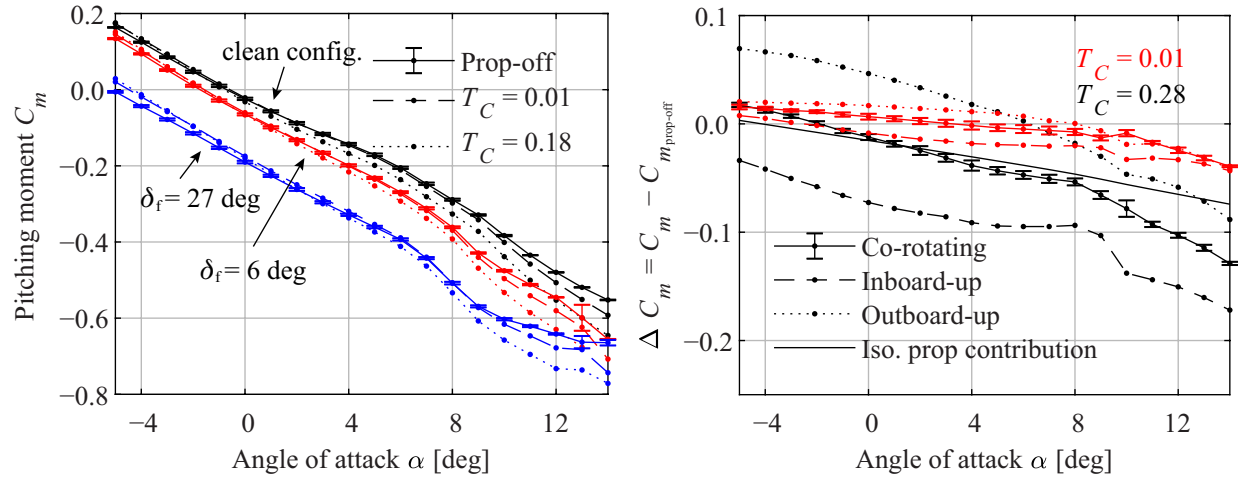 0.2
0.0
−0.2
−0.4
−0.6
−0.8
−4
0
4
8
12
Pitching moment C_m
Angle of attack α [deg]
clean config.
Prop-off
T_C = 0.01
T_C = 0.18
δ_f = 27 deg
δ_f = 6 deg
0.1
0.0
−0.1
−0.2
−4
0
4
8
12
Δ C_m = C_m − C_m_prop-off
Angle of attack α [deg]
T_C = 0.01
T_C = 0.28
Co-rotating
Inboard-up
Outboard-up
Iso. prop contribution